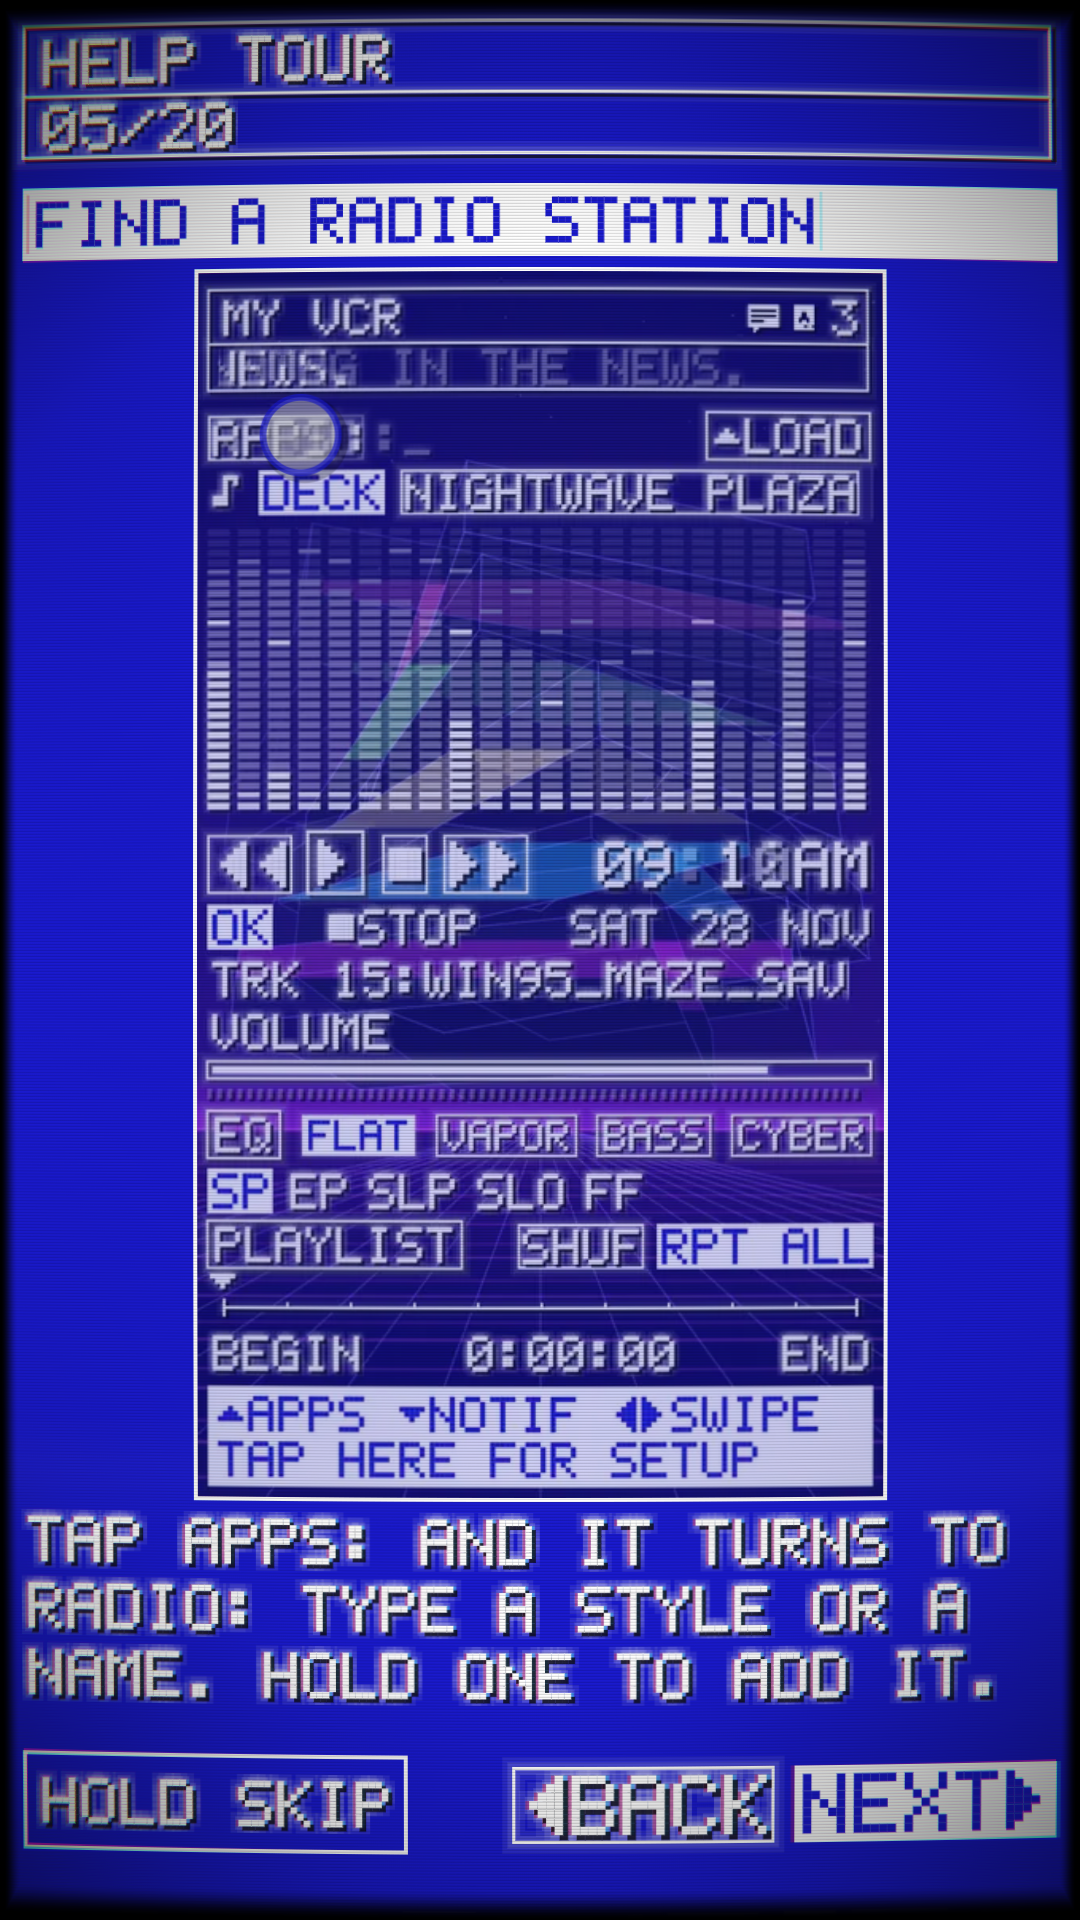 HELP TOUR
05/20
FIND A RADIO STATION
MY VCR 3
IN THE NEWS.
LOAD
DECK NIGHTWAVE PLAZA
09:10AM
OK STOP SAT 28 NOV
TRK 15:WIN95_MAZE_SAV
VOLUME
EQ FLAT VAPOR BASS CYBER
SP EP SLP SLO FF
PLAYLIST SHUF RPT ALL
BEGIN 0:00:00 END
APPS NOTIF SWIPE
TAP HERE FOR SETUP
TAP APPS: AND IT TURNS TO
RADIO: TYPE A STYLE OR A
NAME. HOLD ONE TO ADD IT.
HOLD SKIP BACK NEXT